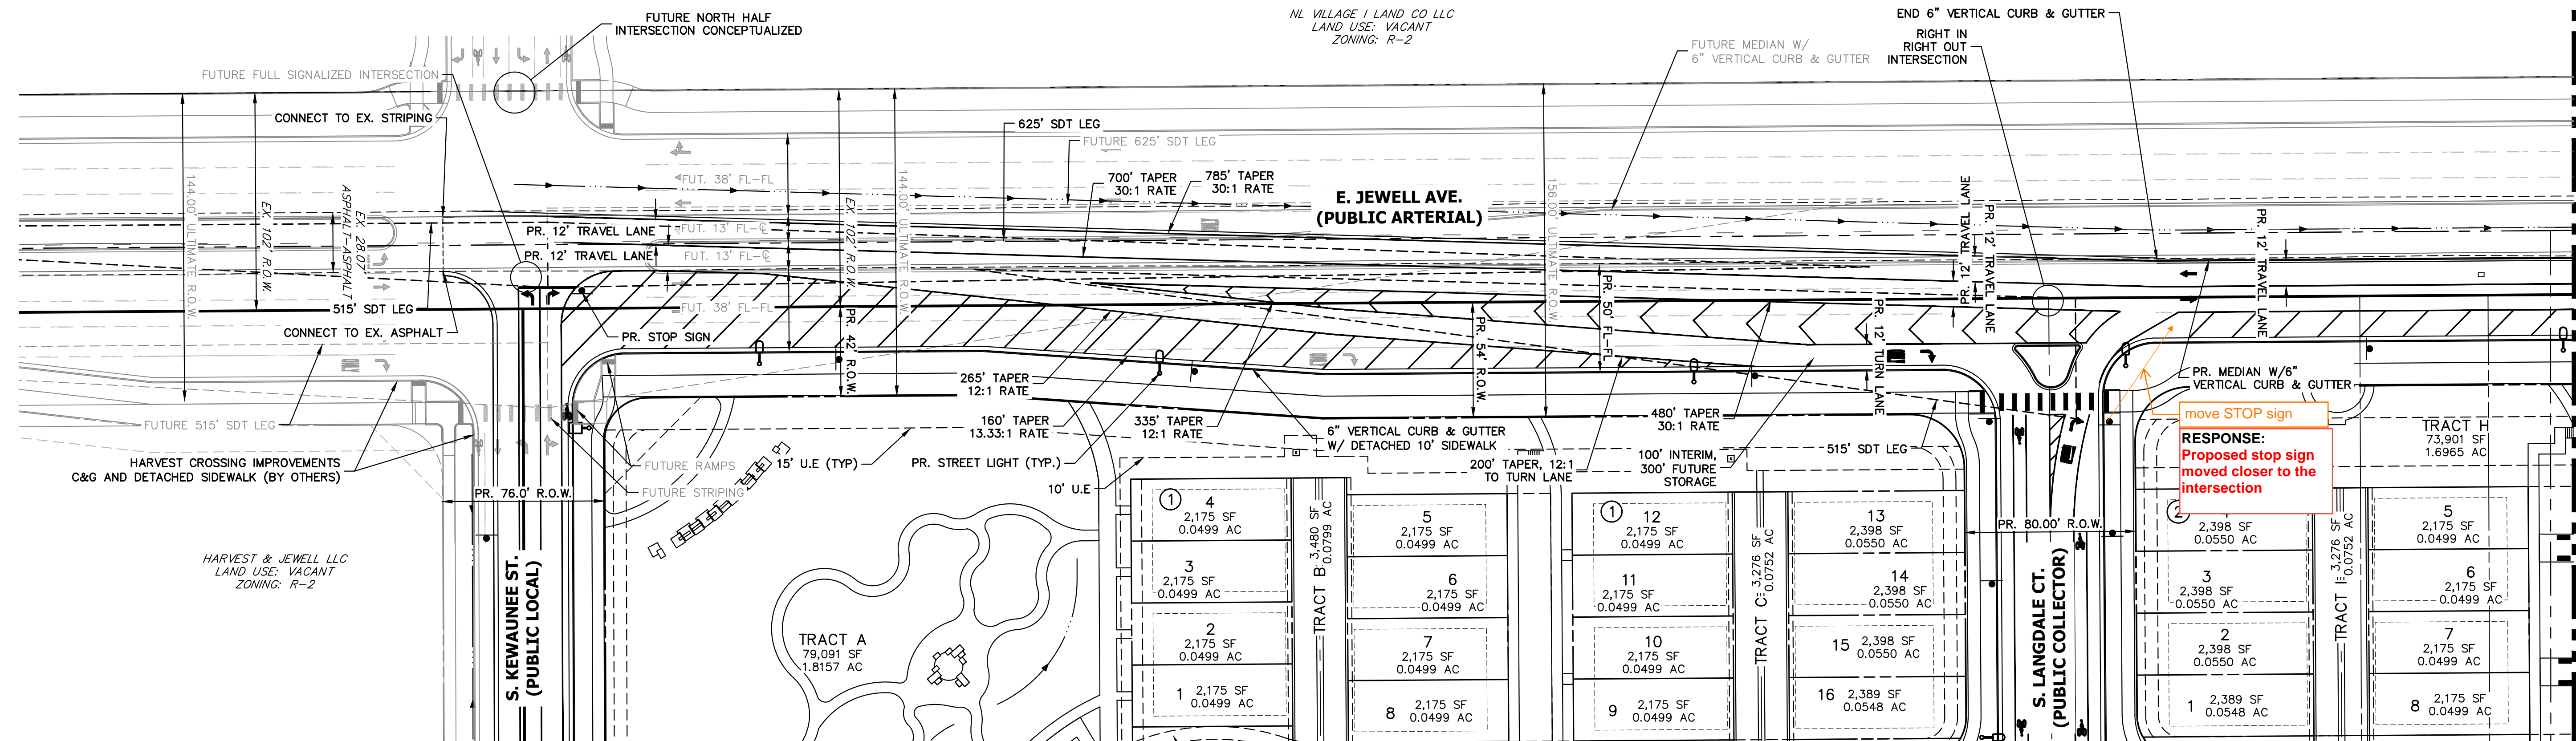 NL VILLAGE I LAND CO LLC
LAND USE: VACANT
ZONING: R-2
FUTURE NORTH HALF
INTERSECTION CONCEPTUALIZED
END 6" VERTICAL CURB & GUTTER
RIGHT IN
RIGHT OUT
INTERSECTION
FUTURE MEDIAN W/
6" VERTICAL CURB & GUTTER
FUTURE FULL SIGNALIZED INTERSECTION
CONNECT TO EX. STRIPING
625' SDT LEG
FUTURE 625' SDT LEG
144.00' ULTIMATE R.O.W.
EX. 102' R.O.W.
EX. 28.07'
ASPHALT-ASPHALT
FUT. 38' FL-FL
EX. 102' R.O.W.
144.00' ULTIMATE R.O.W.
700' TAPER
30:1 RATE
785' TAPER
30:1 RATE
E. JEWELL AVE.
(PUBLIC ARTERIAL)
156.00' ULTIMATE R.O.W.
PR. 12' TRAVEL LANE
PR. 12' TRAVEL LANE
PR. 12' TRAVEL LANE
PR. 12' TRAVEL LANE
FUT. 13' FL-℄
PR. 12' TRAVEL LANE
FUT. 13' FL-℄
515' SDT LEG
FUT. 38' FL-FL
PR. 50' FL-FL
CONNECT TO EX. ASPHALT
PR. STOP SIGN
PR. 42' R.O.W.
PR. 54' R.O.W.
PR. 12' TURN LANE
265' TAPER
12:1 RATE
160' TAPER
13.33:1 RATE
335' TAPER
12:1 RATE
480' TAPER
30:1 RATE
PR. MEDIAN W/6"
VERTICAL CURB & GUTTER
move STOP sign
RESPONSE:
Proposed stop sign
moved closer to the
intersection
FUTURE 515' SDT LEG
6" VERTICAL CURB & GUTTER
W/ DETACHED 10' SIDEWALK
HARVEST CROSSING IMPROVEMENTS
C&G AND DETACHED SIDEWALK (BY OTHERS)
FUTURE RAMPS
FUTURE STRIPING
15' U.E (TYP)
PR. STREET LIGHT (TYP.)
10' U.E
200' TAPER, 12:1
TO TURN LANE
100' INTERIM,
300' FUTURE
STORAGE
515' SDT LEG
TRACT H
73,901 SF
1.6965 AC
PR. 76.0' R.O.W.
PR. 80.00' R.O.W.
HARVEST & JEWELL LLC
LAND USE: VACANT
ZONING: R-2
S. KEWAUNEE ST.
(PUBLIC LOCAL)
TRACT A
79,091 SF
1.8157 AC
1
4
2,175 SF
0.0499 AC
3
2,175 SF
0.0499 AC
2
2,175 SF
0.0499 AC
1 2,175 SF
0.0499 AC
TRACT B 3,480 SF
0.0799 AC
5
2,175 SF
0.0499 AC
6
2,175 SF
0.0499 AC
7
2,175 SF
0.0499 AC
8 2,175 SF
0.0499 AC
1
12
2,175 SF
0.0499 AC
11
2,175 SF
0.0499 AC
10
2,175 SF
0.0499 AC
9 2,175 SF
0.0499 AC
TRACT C 3,276 SF
0.0752 AC
13
2,398 SF
0.0550 AC
14
2,398 SF
0.0550 AC
15 2,398 SF
0.0550 AC
16 2,389 SF
0.0548 AC
S. LANGDALE CT.
(PUBLIC COLLECTOR)
2
2,398 SF
0.0550 AC
3
2,398 SF
0.0550 AC
2
2,398 SF
0.0550 AC
1 2,389 SF
0.0548 AC
TRACT I 3,276 SF
0.0752 AC
5
2,175 SF
0.0499 AC
6
2,175 SF
0.0499 AC
7
2,175 SF
0.0499 AC
8 2,175 SF
0.0499 AC